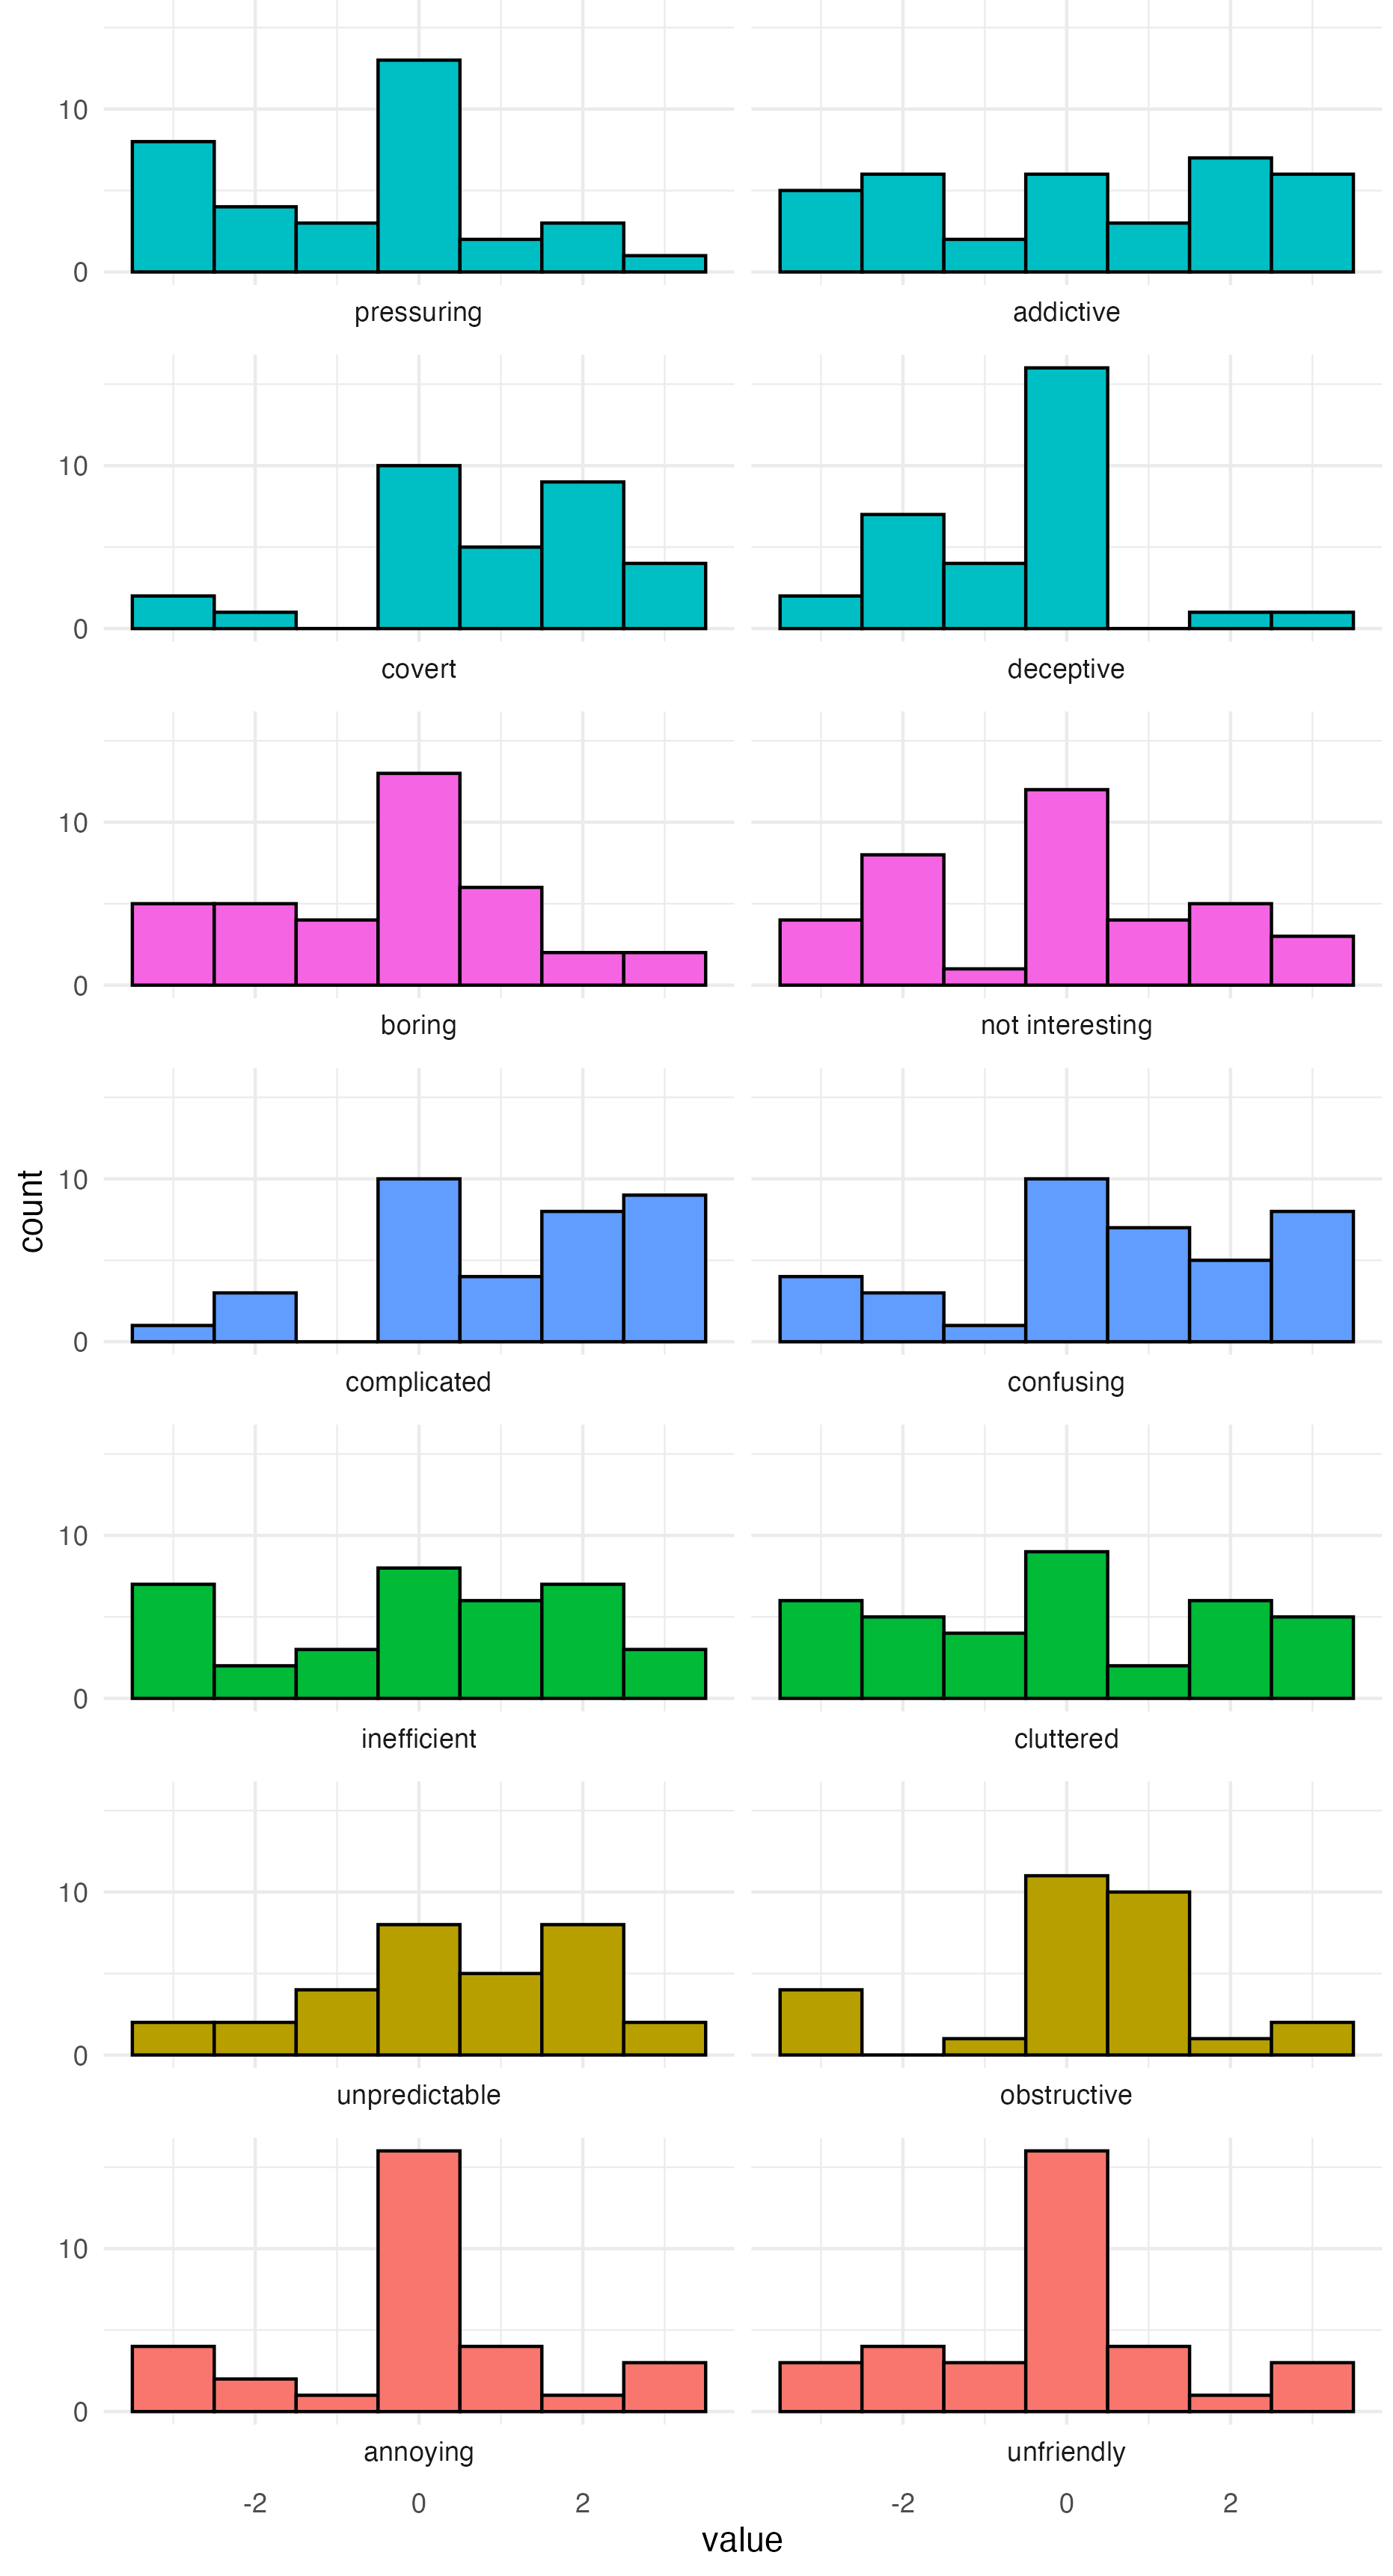 10
0
pressuring
addictive
10
0
covert
deceptive
10
0
boring
not interesting
count
10
0
complicated
confusing
10
0
inefficient
cluttered
10
0
unpredictable
obstructive
10
0
annoying
unfriendly
-2 0 2
-2 0 2
value